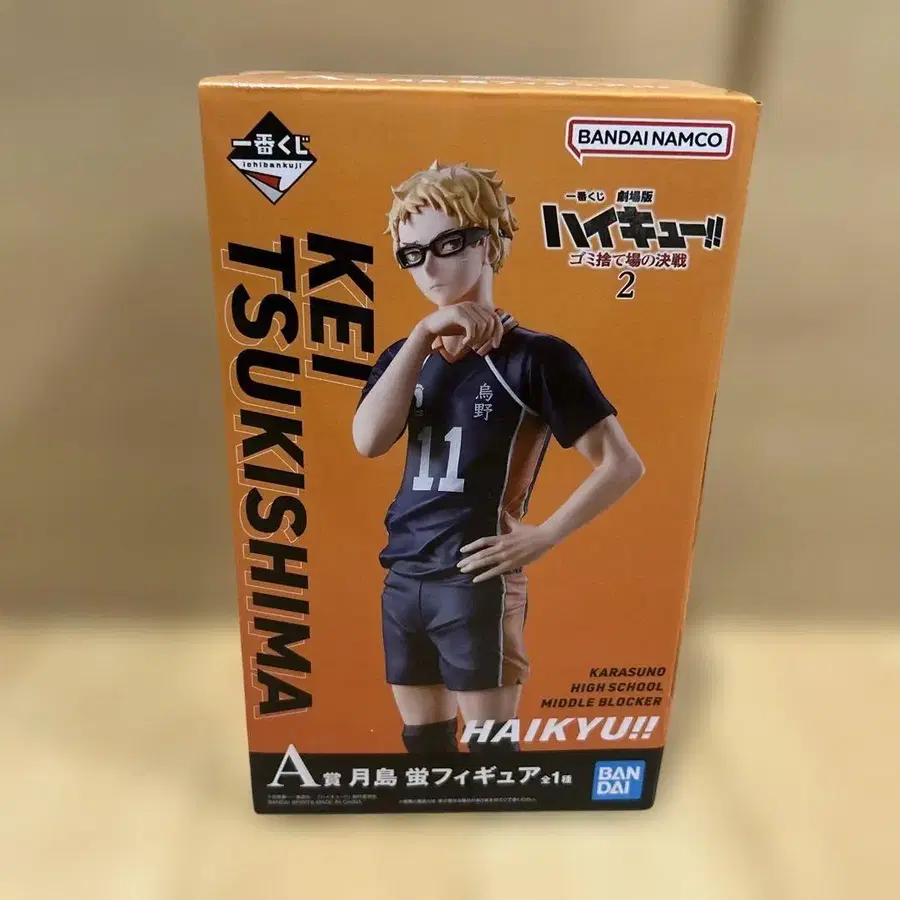 一番くじ
ichibankuji
BANDAI NAMCO
一番くじ 劇場版
ハイキュー!!
ゴミ捨て場の決戦
2
KEI
TSUKISHIMA
烏野
11
KARASUNO
HIGH SCHOOL
MIDDLE BLOCKER
HAIKYU!!
A賞 月島 蛍フィギュア全1種
BAN
DAI